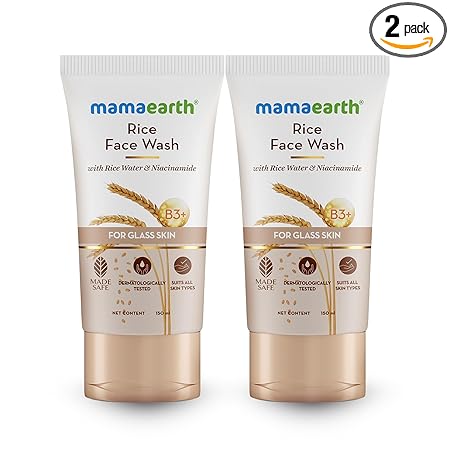 2 pack
mamaearth®
Rice
Face Wash
with Rice Water & Niacinamide
B3+
FOR GLASS SKIN
MADE
SAFE
DERMATOLOGICALLY
TESTED
SUITS ALL
SKIN TYPES
NET CONTENT 150 ml
mamaearth®
Rice
Face Wash
with Rice Water & Niacinamide
B3+
FOR GLASS SKIN
MADE
SAFE
DERMATOLOGICALLY
TESTED
SUITS ALL
SKIN TYPES
NET CONTENT 150 ml